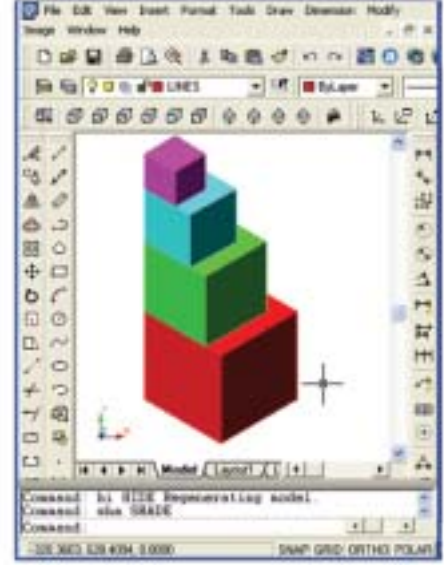 File Edit View Insert Format Tools Draw Dimension Modify
Image Window Help
LINES ByLayer
Model Layout1
Command: hi HIDE Regenerating model.
Command: sha SHADE
Command:
SNAP GRID ORTHO POLAR